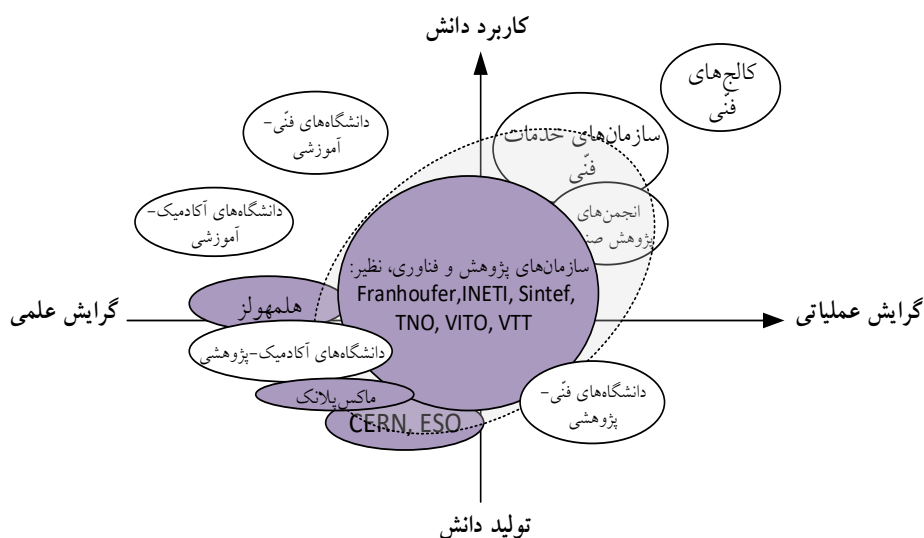 کاربرد دانش
کالج‌های
فنّی
سازمان‌های خدمات
فنّی
دانشگاه‌های فنّی-
آموزشی
انجمن‌های
پژوهش
دانشگاه‌های آکادمیک-
آموزشی
سازمان‌های پژوهش و فناوری، نظیر:
Franhoufer,INETI, Sintef,
TNO, VITO, VTT
هلمهولز
گرایش عملیاتی
گرایش علمی
دانشگاه‌های آکادمیک-پژوهشی
دانشگاه‌های فنّی-
پژوهشی
ماکس‌پلانک
CERN, ESO
تولید دانش